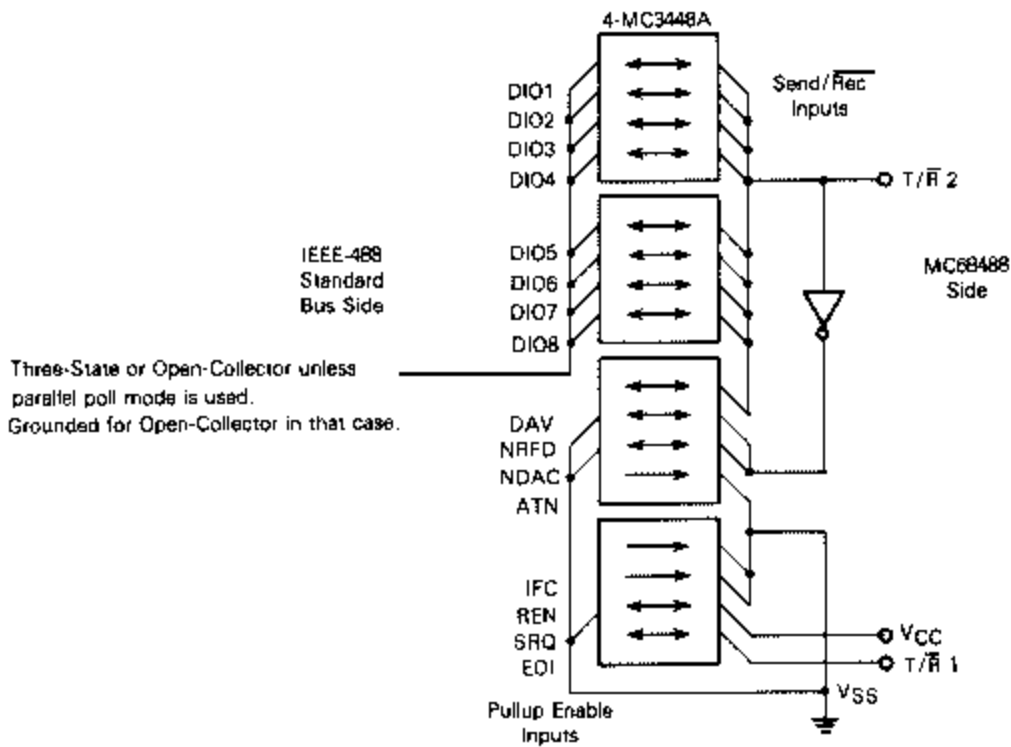 4-MC3448A
Send/Rec
Inputs
DIO1
DIO2
DIO3
DIO4
T/R 2
IEEE-488
Standard
Bus Side
DIO5
DIO6
DIO7
DIO8
MC68488
Side
Three-State or Open-Collector unless
parallel poll mode is used.
Grounded for Open-Collector in that case.
DAV
NRFD
NDAC
ATN
IFC
REN
SRQ
EOI
VCC
T/R 1
VSS
Pullup Enable
Inputs